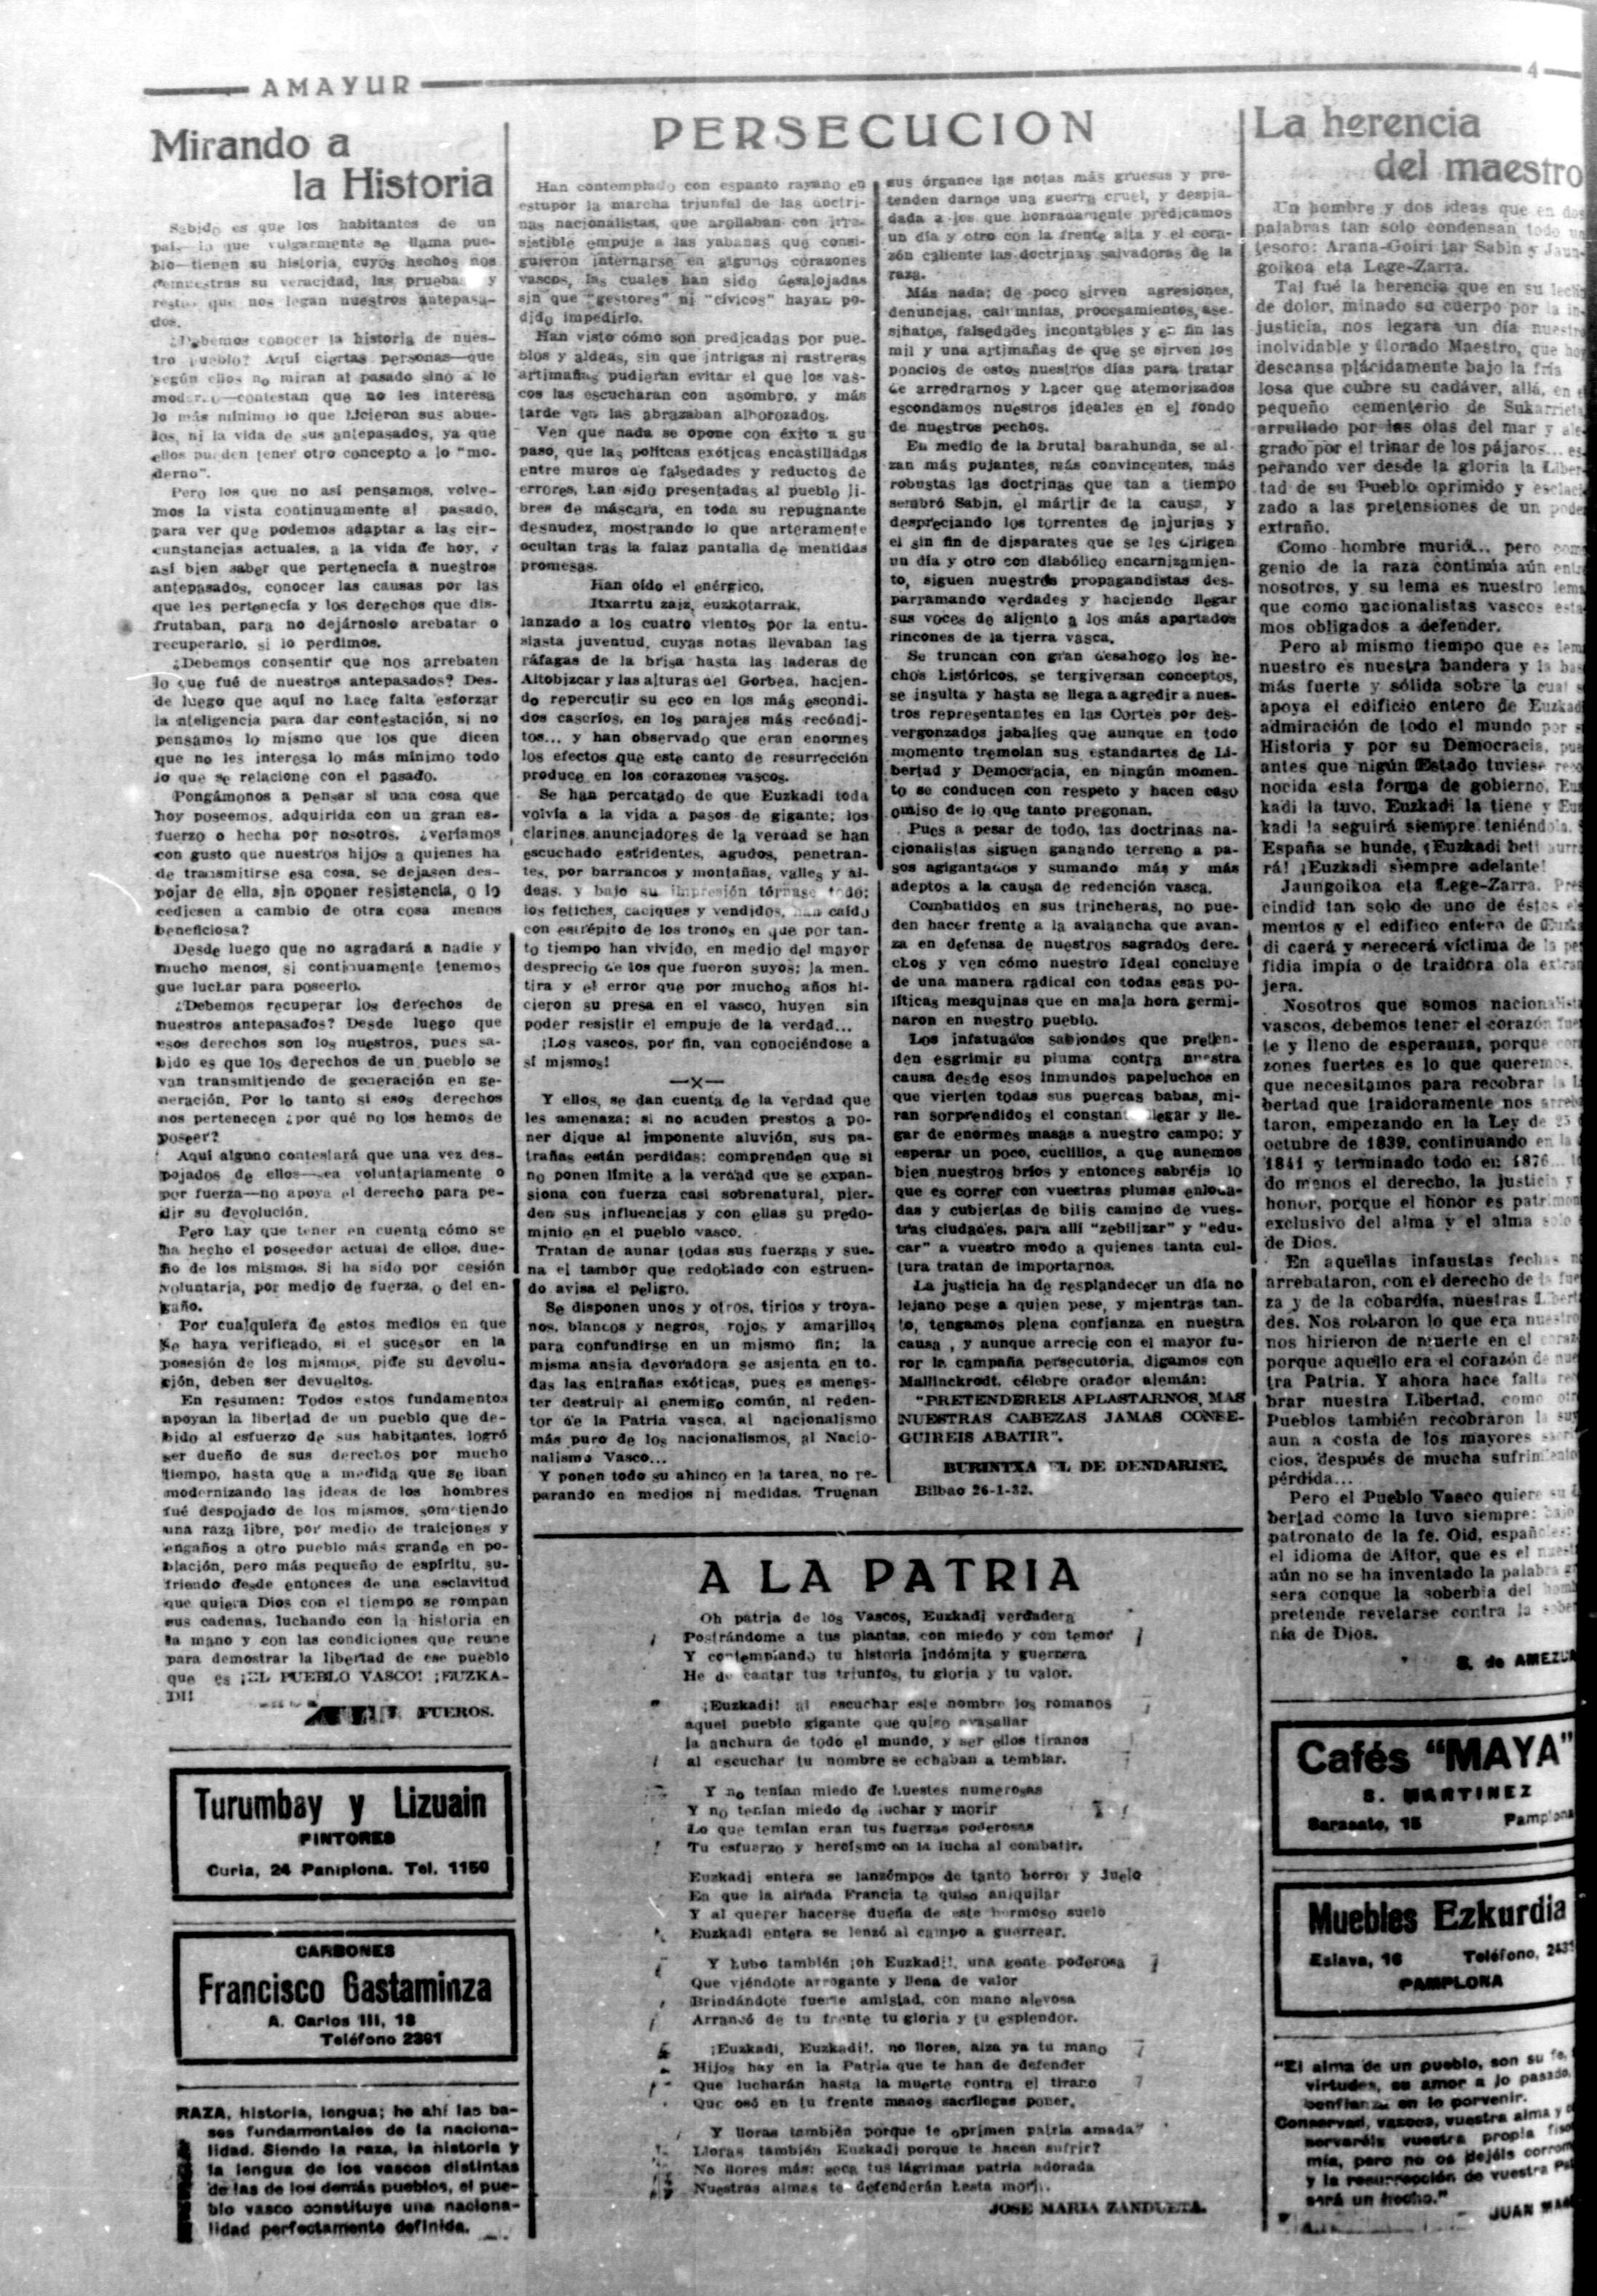 AMAYUR
4
Mirando a
la Historia
Sabido es que los habitantes de un
país— lo que vulgarmente se llama pue-
blo—tienen su historia, cuyos hechos nos
demuestras su veracidad, las prueba y
restos que nos legan nuestros antepasa-
dos.
¿Debemos conocer la historia de nues-
tro pueblo? Aquí ciertas personas—que
según ellos no miran al pasado sino a lo
moderno—contestan que no les interesa
lo más mínimo lo que hicieron sus abue-
los, ni la vida de sus antepasados, ya que
ellos pueden tener otro concepto a lo "mo-
derno".
Pero los que no así pensamos, volve-
mos la vista continuamente al pasado,
para ver que podemos adaptar a las cir-
cunstancias actuales, a la vida de hoy, y
así bien saber que pertenecía a nuestros
antepasados, conocer las causas por las
que les pertenecía y los derechos que dis-
frutaban, para no dejárnoslo arebatar o
recuperarlo, si lo perdimos.
¿Debemos consentir que nos arrebaten
lo que fué de nuestros antepasados? Des-
de luego que aquí no hace falta esforzar
la nteligencia para dar contestación, si no
pensamos lo mismo que los que dicen
que no les interesa lo más mínimo todo
lo que se relacione con el pasado.
Pongámonos a pensar si una cosa que
hoy poseemos, adquirida con un gran es-
fuerzo o hecha por nosotros, ¿veríamos
con gusto que nuestros hijos a quienes ha
de transmitirse esa cosa, se dejasen des-
pojar de ella, sin oponer resistencia, o lo
cediesen a cambio de otra cosa menos
beneficiosa?
Desde luego que no agradará a nadie y
mucho menos, si continuamente tenemos
que luchar para poseerlo.
¿Debemos recuperar los derechos de
nuestros antepasados? Desde luego que
esos derechos son los nuestros, pues sa-
bido es que los derechos de un pueblo se
van transmitiendo de generación en ge-
neración. Por lo tanto si esos derechos
nos pertenecen ¿por qué no los hemos de
poseer?
Aquí alguno contestará que una vez des-
pojados de ellos—ea voluntariamente o
por fuerza—no apoya el derecho para pe-
dir su devolución.
Pero hay que tener en cuenta cómo se
ha hecho el poseedor actual de ellos, due-
ño de los mismos. Si ha sido por cesión
voluntaria, por medio de fuerza, o del en-
gaño.
Por cualquiera de estos medios en que
se haya verificado, si el sucesor en la
posesión de los mismos, pide su devolu-
ción, deben ser devueltos.
En resumen: Todos estos fundamentos
apoyan la libertad de un pueblo que de-
bido al esfuerzo de sus habitantes, logró
ser dueño de sus derechos por mucho
tiempo, hasta que a medida que se iban
modernizando las ideas de los hombres
fué despojado de los mismos, sometiendo
una raza libre, por medio de traiciones y
engaños a otro pueblo más grande en po-
blación, pero más pequeño de espíritu, su-
friendo desde entonces de una esclavitud
que quiera Dios con el tiempo se rompan
sus cadenas, luchando con la historia en
la mano y con las condiciones que reune
para demostrar la libertad de ese pueblo
que es ¡EL PUEBLO VASCO! ¡EUZKA-
DI!
FUEROS.
Turumbay y Lizuain
PINTORES
Curia, 24 Pamplona. Tel. 1150
CARBONES
Francisco Gastaminza
A. Carlos III, 18
Teléfono 2361
RAZA, historia, lengua; he ahí las ba-
ses fundamentales de la naciona-
lidad. Siendo la raza, la historia y
la lengua de los vascos distintas
de las de los demás pueblos, el pue-
blo vasco constituye una naciona-
lidad perfectamente definida.
PERSECUCION
Han contemplado con espanto rayano en
estupor la marcha triunfal de las doctri-
nas nacionalistas, que arollaban con irre-
sistible empuje a las yabanas que consi-
guieron internarse en algunos corazones
vascos, las cuales han sido desalojadas
sin que "gestores" ni "cívicos" hayan po-
dido impedirlo.
Han visto cómo son predicadas por pue-
blos y aldeas, sin que intrigas ni rastreras
artimañas pudieran evitar el que los vas-
cos las escucharan con asombro, y más
tarde ven las abrazaban alborozados.
Ven que nada se opone con éxito a su
paso, que las polítcas exóticas encastilladas
entre muros de falsedades y reductos de
errores, han sido presentadas al pueblo li-
bres de máscara, en toda su repugnante
desnudez, mostrando lo que arteramente
ocultan tras la falaz pantalla de mentidas
promesas.
Han oído el enérgico,
Itxarrtu zaiz, euzkotarrak,
lanzado a los cuatro vientos por la entu-
siasta juventud, cuyas notas llevaban las
ráfagas de la brisa hasta las laderas de
Altobizcar y las alturas del Gorbea, hacien-
do repercutir su eco en los más escondi-
dos caseríos, en los parajes más recóndi-
tos... y han observado que eran enormes
los efectos que este canto de resurrección
produce en los corazones vascos.
Se han percatado de que Euzkadi toda
volvía a la vida a pasos de gigante; los
clarines anunciadores de la verdad se han
escuchado estridentes, agudos, penetran-
tes, por barrancos y montañas, valles y al-
deas, y bajo su impresión tórnase todo;
los fetiches, caciques y vendidos, han caído
con estrépito de los tronos en que por tan-
to tiempo han vivido, en medio del mayor
desprecio de los que fueron suyos; la men-
tira y el error que por muchos años hi-
cieron su presa en el vasco, huyen sin
poder resistir el empuje de la verdad...
¡Los vascos, por fin, van conociéndose a
sí mismos!
—x—
Y ellos, se dan cuenta de la verdad que
les amenaza; si no acuden prestos a po-
ner dique al imponente aluvión, sus pa-
trañas están perdidas; comprenden que si
no ponen límite a la verdad que se expan-
siona con fuerza casi sobrenatural, pier-
den sus influencias y con ellas su predo-
minio en el pueblo vasco.
Tratan de aunar todas sus fuerzas y sue-
na el tambor que redoblado con estruen-
do avisa el peligro.
Se disponen unos y otros, tirios y troya-
nos, blancos y negros, rojos y amarillos
para confundirse en un mismo fin; la
misma ansia devoradora se asienta en to-
das las entrañas exóticas, pues es menes-
ter destruir al enemigo común, al reden-
tor de la Patria vasca, al nacionalismo
más puro de los nacionalismos, al Nacio-
nalismo Vasco...
Y ponen todo su ahinco en la tarea, no re-
parando en medios ni medidas. Truenan
sus órganos las notas más gruesas y pre-
tenden darnos una guerra cruel, y despia-
dada a los que honradamente predicamos
un día y otro con la frente alta y el cora-
zón caliente las doctrinas salvadoras de la
raza.
Más nada; de poco sirven agresiones,
denuncias, calumnias, procesamientos, ase-
sinatos, falsedades incontables y en fin las
mil y una artimañas de que se sirven los
poncios de estos nuestros días para tratar
de arredrarnos y hacer que atemorizados
escondamos nuestros ideales en el fondo
de nuestros pechos.
En medio de la brutal barahunda, se al-
zan más pujantes, más convincentes, más
robustas las doctrinas que tan a tiempo
sembró Sabin, el mártir de la causa, y
despreciando los torrentes de injurias y
el sin fin de disparates que se les dirigen
un día y otro con diabólico encarnizamien-
to, siguen nuestros propagandistas des-
parramando verdades y haciendo llegar
sus voces de aliento a los más apartados
rincones de la tierra vasca.
Se truncan con gran desahogo los he-
chos históricos, se tergiversan conceptos,
se insulta y hasta se llega a agredir a nues-
tros representantes en las Cortes por des-
vergonzados jabalíes que aunque en todo
momento tremolan sus estandartes de Li-
bertad y Democracia, en ningún momen-
to se conducen con respeto y hacen caso
omiso de lo que tanto pregonan.
Pues a pesar de todo, las doctrinas na-
cionalistas siguen ganando terreno a pa-
sos agigantados y sumando más y más
adeptos a la causa de redención vasca.
Combatidos en sus trincheras, no pue-
den hacer frente a la avalancha que avan-
za en defensa de nuestros sagrados dere-
chos y ven cómo nuestro Ideal concluye
de una manera radical con todas esas po-
líticas mezquinas que en mala hora germi-
naron en nuestro pueblo.
Los infatuados sabiondos que preten-
den esgrimir su pluma contra nuestra
causa desde esos inmundos papeluchos en
que vierten todas sus puercas babas, mi-
ran sorprendidos el constante llegar y lle-
gar de enormes masas a nuestro campo; y
esperar un poco, cuclillos, a que aunemos
bien nuestros bríos y entonces sabréis lo
que es correr con vuestras plumas enloda-
das y cubiertas de bilis camino de vues-
tras ciudades, para allí "zebilizar" y "edu-
car" a vuestro modo a quienes tanta cul-
tura tratan de importarnos.
La justicia ha de resplandecer un día no
lejano pese a quien pese, y mientras tan-
to, tengamos plena confianza en nuestra
causa , y aunque arrecie con el mayor fu-
ror la campaña persecutoria, digamos con
Mallinckrodt, célebre orador alemán:
"PRETENDEREIS APLASTARNOS, MAS
NUESTRAS CABEZAS JAMAS CONSE-
GUIREIS ABATIR".
BURINTXA EL DE DENDARINE.
Bilbao 26-1-32.
A LA PATRIA
Oh patria de los Vascos, Euzkadi verdadera
Postrándome a tus plantas, con miedo y con temor
Y contemplando tu historia indómita y guerrera
He de cantar tus triunfos, tu gloria y tu valor.
¡Euzkadi! al escuchar este nombre los romanos
aquel pueblo gigante que quiso avasallar
la anchura de todo el mundo, y ser ellos tiranos
al escuchar tu nombre se echaban a temblar.
Y no tenían miedo de huestes numerosas
Y no tenían miedo de luchar y morir
Lo que temían eran tus fuerzas poderosas
Tu esfuerzo y heroísmo en la lucha al combatir.
Euzkadi entera se lanzómpos de tanto horror y duelo
En que la airada Francia te quiso aniquilar
Y al querer hacerse dueña de este hermoso suelo
Euzkadi entera se lenzó al campo a guerrear.
Y hubo también ¡oh Euzkadi!, una gente poderosa
Que viéndote arrogante y llena de valor
Brindándote fuerte amistad, con mano alevosa
Arrancó de tu frente tu gloria y tu esplendor.
¡Euzkadi, Euzkadi!, no llores, alza ya tu mano
Hijos hay en la Patria que te han de defender
Que lucharán hasta la muerte contra el tirano
Que osó en tu frente manos sacrílegas poner.
Y lloras también porque te oprimen patria amada?
Lloras también Euzkadi porque te hacen sufrir?
No llores más; seca tus lágrimas patria adorada
Nuestras almas te defenderán hasta morir.
JOSE MARIA ZANDUETA.
La herencia
del maestro
Un hombre y dos ideas que en dos
palabras tan solo condensan todo un
tesoro: Arana-Goiri tar Sabin y Jaun-
goikoa eta Lege-Zarra.
Tal fué la herencia que en su lecho
de dolor, minado su cuerpo por la in-
justicia, nos legara un día nuestro
inolvidable y llorado Maestro, que hoy
descansa plácidamente bajo la fría
losa que cubre su cadáver, allá, en el
pequeño cementerio de Sukarrieta
arrullado por las olas del mar y ale-
grado por el trinar de los pájaros... es-
perando ver desde la gloria la Liber-
tad de su Pueblo oprimido y esclavi-
zado a las pretensiones de un poder
extraño.
Como hombre murió... pero como
genio de la raza continúa aún entre
nosotros, y su lema es nuestro lema
que como nacionalistas vascos esta-
mos obligados a defender.
Pero al mismo tiempo que es lema
nuestro es nuestra bandera y la base
más fuerte y sólida sobre la cual se
apoya el edificio entero de Euzkadi
admiración de todo el mundo por su
Historia y por su Democracia, pues
antes que nigún Estado tuviese reco-
nocida esta forma de gobierno, Euz-
kadi la tuvo, Euzkadi la tiene y Euz-
kadi la seguirá siempre teniéndola.
España se hunde, ¡Euzkadi beti aurre-
rá! ¡Euzkadi siempre adelante!
Jaungoikoa eta Lege-Zarra. Pres-
cindid tan solo de uno de éstos ele-
mentos y el edifico entero de Euzka-
di caerá y perecerá víctima de la per-
fidia impía o de traidora ola extran-
jera.
Nosotros que somos nacionalistas
vascos, debemos tener el corazón fuer-
te y lleno de esperanza, porque cora-
zones fuertes es lo que queremos,
que necesitamos para recobrar la Li-
bertad que traidoramente nos arreba-
taron, empezando en la Ley de 25
octubre de 1839, continuando en la
1841 y terminado todo en 1876...
do menos el derecho, la justicia y
honor, porque el honor es patrimonio
exclusivo del alma y el alma solo
de Dios.
En aquellas infaustas fechas
arrebataron, con el derecho de la fuer-
za y de la cobardía, nuestras Liberta-
des. Nos robaron lo que era nuestro
nos hirieron de muerte en el corazón
porque aquello era el corazón de nues-
tra Patria. Y ahora hace falta reco-
brar nuestra Libertad, como otros
Pueblos también recobraron la suya
aun a costa de los mayores sacrifi-
cios, después de mucha sufrimiento
pérdida...
Pero el Pueblo Vasco quiere su Li-
bertad como la tuvo siempre: bajo
patronato de la fe. Oid, españoles:
el idioma de Aitor, que es el nuestro
aún no se ha inventado la palabra
sera conque la soberbia del hombre
pretende revelarse contra la sobera-
nía de Dios.
S. de AMEZUA
Cafés "MAYA"
S. MARTINEZ
Sarasate, 15 Pamplona
Muebles Ezkurdia
Eslava, 16 Teléfono, 2431
PAMPLONA
"El alma de un pueblo, son su fe,
virtudes, su amor a lo pasado,
confianza en lo porvenir.
Conservad, vascos, vuestra alma y
servaréis vuestra propia fiso
mía, pero no os dejéis corrom
y la resurrección de vuestra
será un hecho."
JUAN